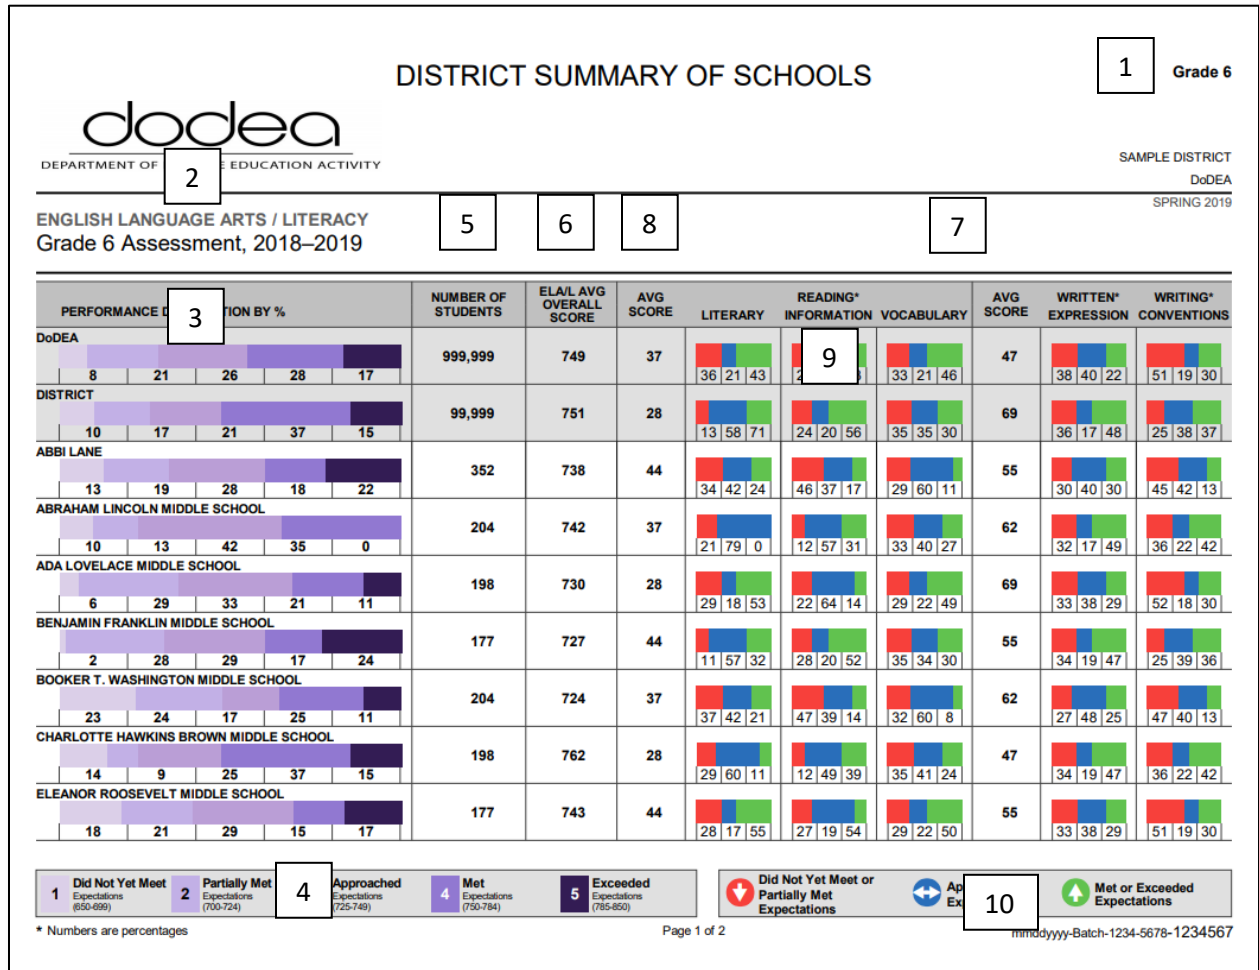 DISTRICT SUMMARY OF SCHOOLS
1
Grade 6
dodea
DEPARTMENT OF E EDUCATION ACTIVITY
2
SAMPLE DISTRICT
DoDEA
SPRING 2019
ENGLISH LANGUAGE ARTS / LITERACY
Grade 6 Assessment, 2018–2019
5 6 8 7
PERFORMANCE D TION BY % NUMBER OF STUDENTS ELA/L AVG OVERALL SCORE AVG SCORE LITERARY READING* INFORMATION VOCABULARY AVG SCORE WRITTEN* EXPRESSION WRITING* CONVENTIONS
3
DoDEA
999,999 749 37 47
8 21 26 28 17 36 21 43 33 21 46 38 40 22 51 19 30
9
DISTRICT
99,999 751 28 69
10 17 21 37 15 13 58 71 24 20 56 35 35 30 36 17 48 25 38 37
ABBI LANE
352 738 44 55
13 19 28 18 22 34 42 24 46 37 17 29 60 11 30 40 30 45 42 13
ABRAHAM LINCOLN MIDDLE SCHOOL
204 742 37 62
10 13 42 35 0 21 79 0 12 57 31 33 40 27 32 17 49 36 22 42
ADA LOVELACE MIDDLE SCHOOL
198 730 28 69
6 29 33 21 11 29 18 53 22 64 14 29 22 49 33 38 29 52 18 30
BENJAMIN FRANKLIN MIDDLE SCHOOL
177 727 44 55
2 28 29 17 24 11 57 32 28 20 52 35 34 30 34 19 47 25 39 36
BOOKER T. WASHINGTON MIDDLE SCHOOL
204 724 37 62
23 24 17 25 11 37 42 21 47 39 14 32 60 8 27 48 25 47 40 13
CHARLOTTE HAWKINS BROWN MIDDLE SCHOOL
198 762 28 47
14 9 25 37 15 29 60 11 12 49 39 35 41 24 34 19 47 36 22 42
ELEANOR ROOSEVELT MIDDLE SCHOOL
177 743 44 55
18 21 29 15 17 28 17 55 27 19 54 29 22 50 33 38 29 51 19 30
1 Did Not Yet Meet Expectations (650-699)
2 Partially Met Expectations (700-724)
4
Approached Expectations (725-749)
4 Met Expectations (750-784)
5 Exceeded Expectations (785-850)
Did Not Yet Meet or Partially Met Expectations
10
Met or Exceeded Expectations
* Numbers are percentages
Page 1 of 2
mmddyyyy-Batch-1234-5678-1234567